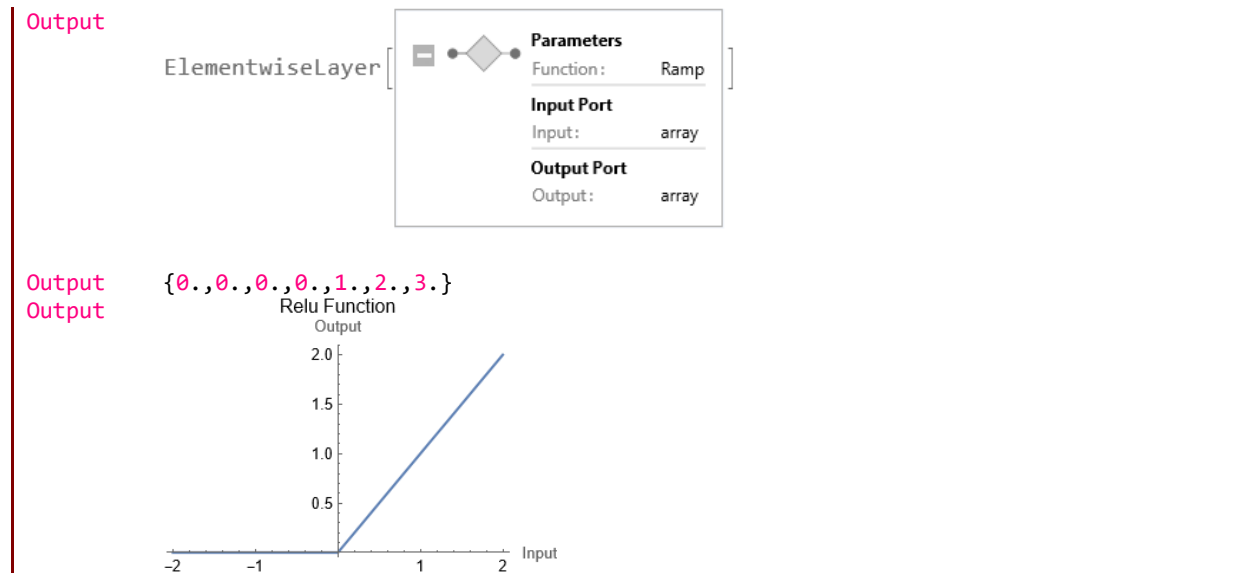 Output
ElementwiseLayer[
Parameters
Function: Ramp
Input Port
Input: array
Output Port
Output: array
]
Output {0.,0.,0.,0.,1.,2.,3.}
Output
Relu Function
Output
2.0
1.5
1.0
0.5
Input
-2 -1 1 2